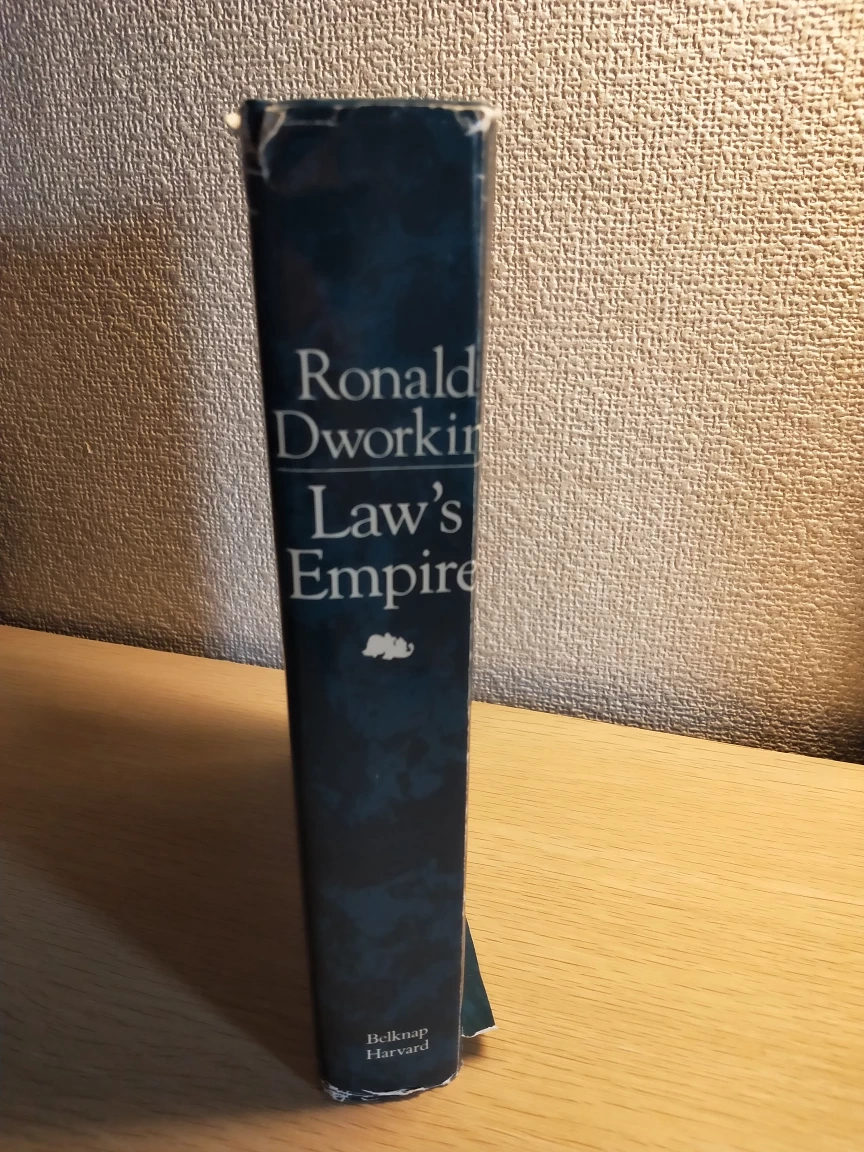 Ronald
Dworkin
Law's
Empire
Belknap
Harvard